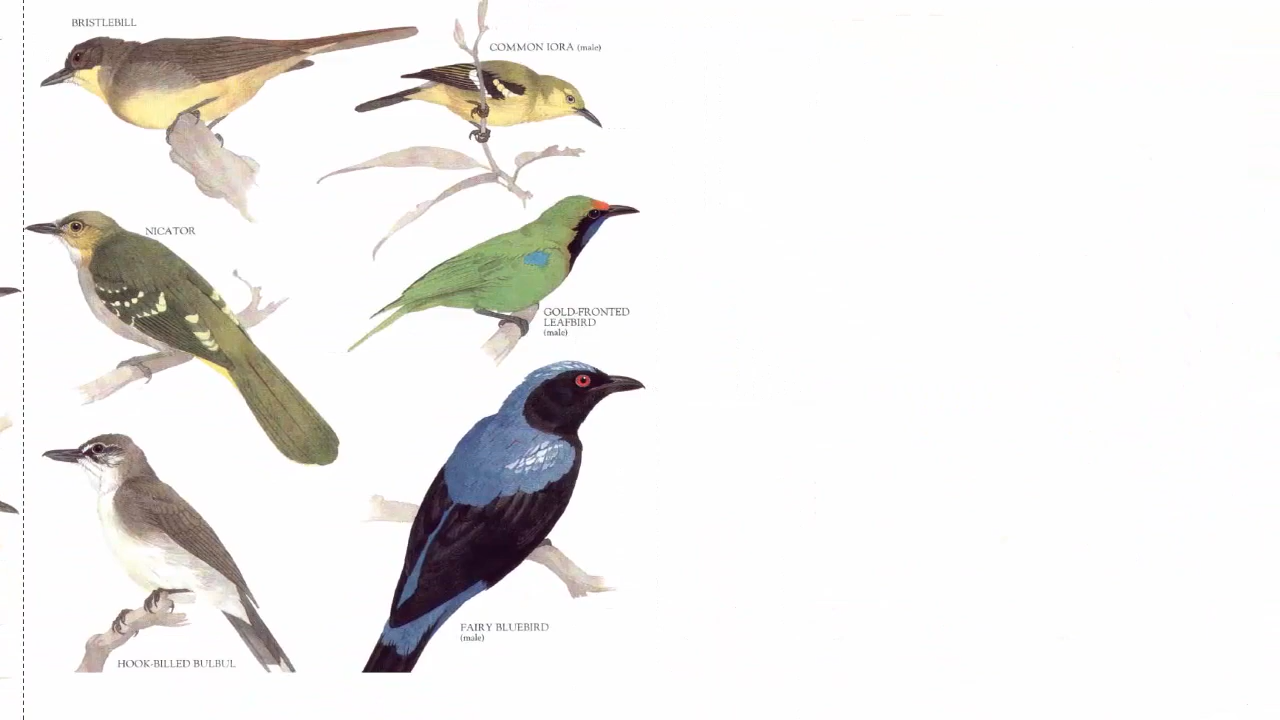 BRISTLEBILL
COMMON IORA (male)
NICATOR
GOLD-FRONTED
LEAFBIRD
(male)
FAIRY BLUEBIRD
(male)
HOOK-BILLED BULBUL